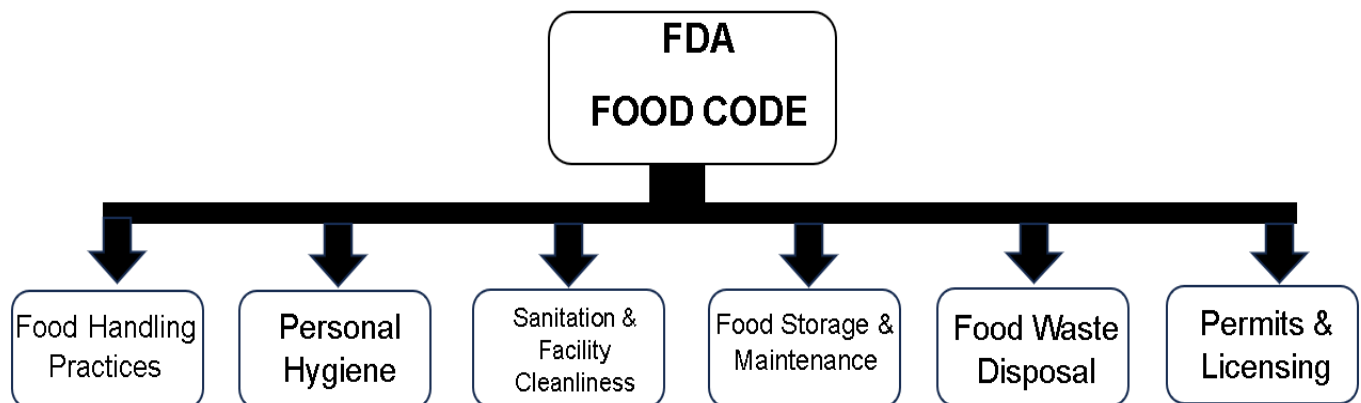 FDA
FOOD CODE
Food Handling
Practices
Personal
Hygiene
Sanitation &
Facility
Cleanliness
Food Storage &
Maintenance
Food Waste
Disposal
Permits &
Licensing